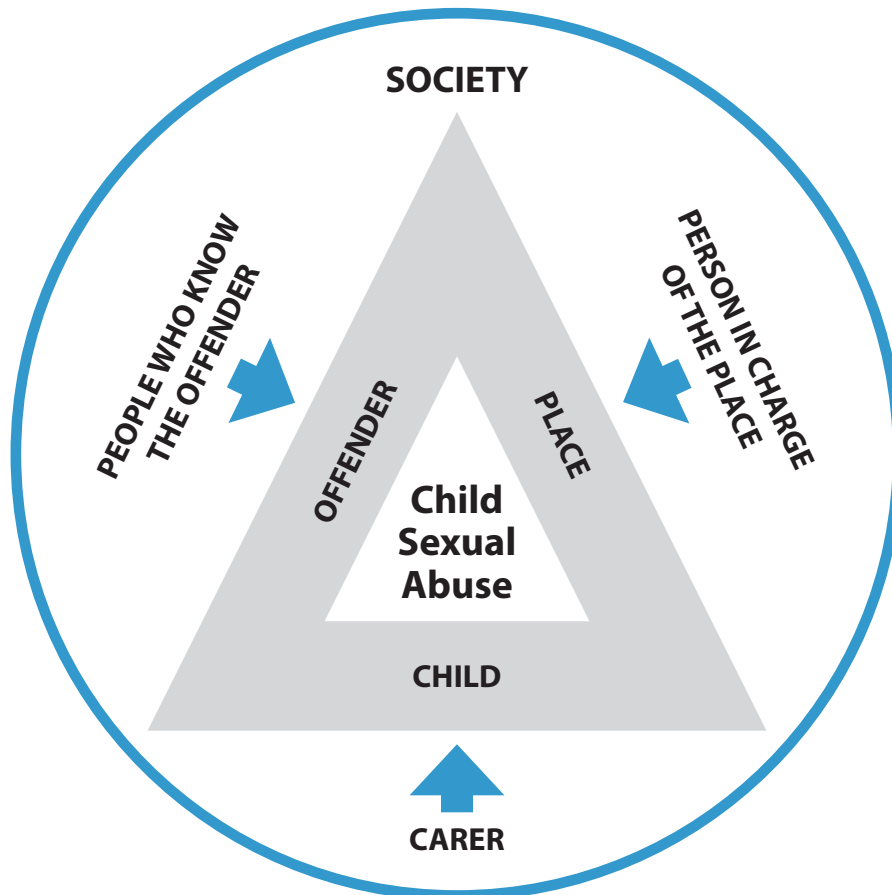 SOCIETY
PEOPLE WHO KNOW
THE OFFENDER
PERSON IN CHARGE
OF THE PLACE
OFFENDER
PLACE
Child
Sexual
Abuse
CHILD
CARER